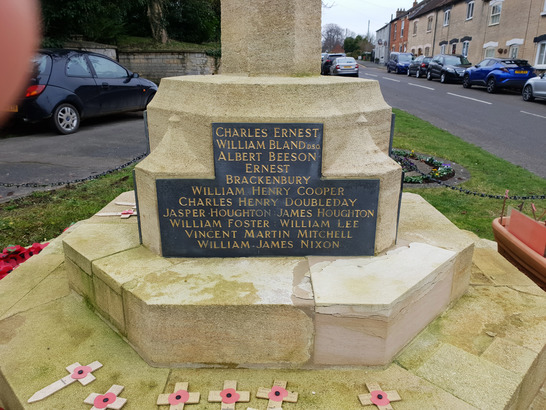 CHARLES ERNEST
WILLIAM BLAND DSO.
ALBERT BEESON
ERNEST
BRACKENBURY
WILLIAM HENRY COOPER
CHARLES HENRY DOUBLEDAY
JASPER HOUGHTON JAMES HOUGHTON
WILLIAM FOSTER WILLIAM LEE
VINCENT MARTIN MITCHELL
WILLIAM JAMES NIXON